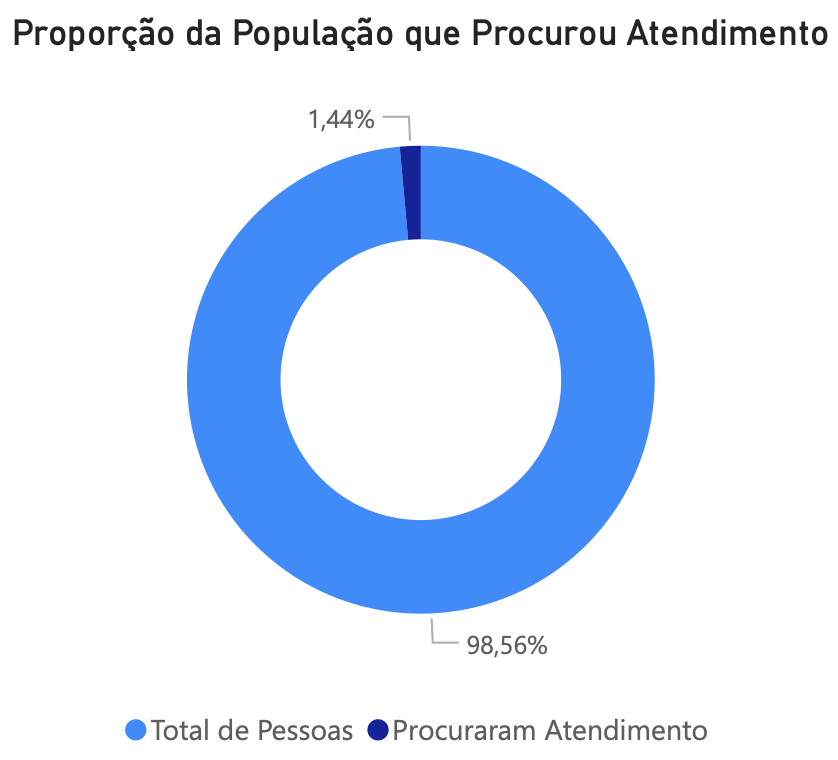 Proporção da População que Procurou Atendimento
1,44%
98,56%
Total de Pessoas Procuraram Atendimento